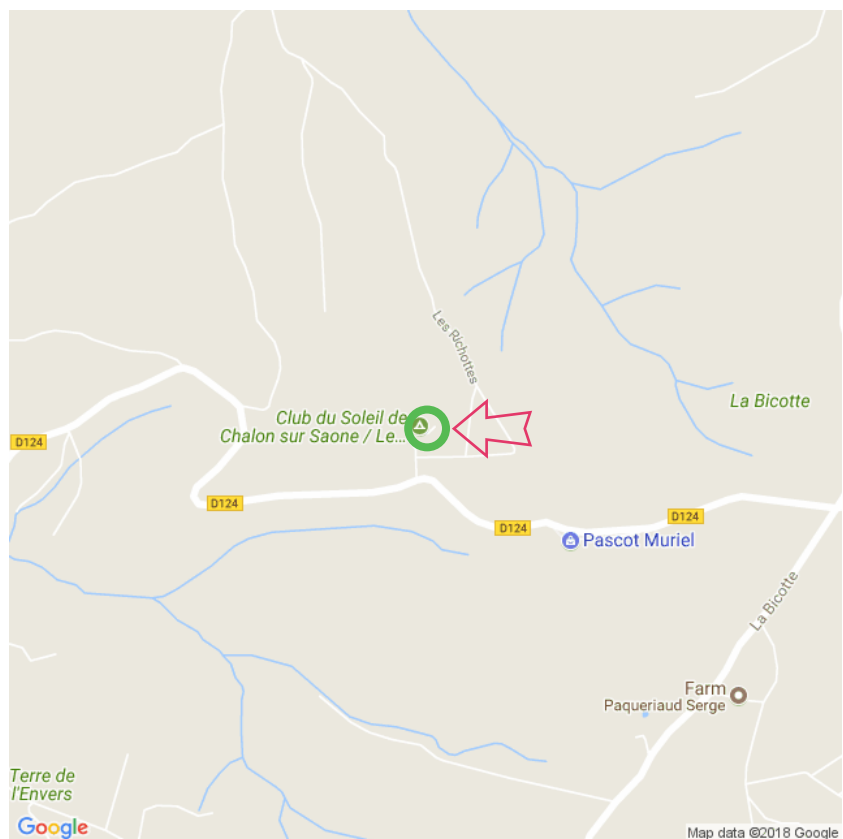 Les Richottes
La Bicotte
Club du Soleil de
Chalon sur Saone / Le...
D124
D124
D124
D124
Pascot Muriel
La Bicotte
Farm
Paqueriaud Serge
Terre de
l'Envers
Google
Map data ©2018 Google